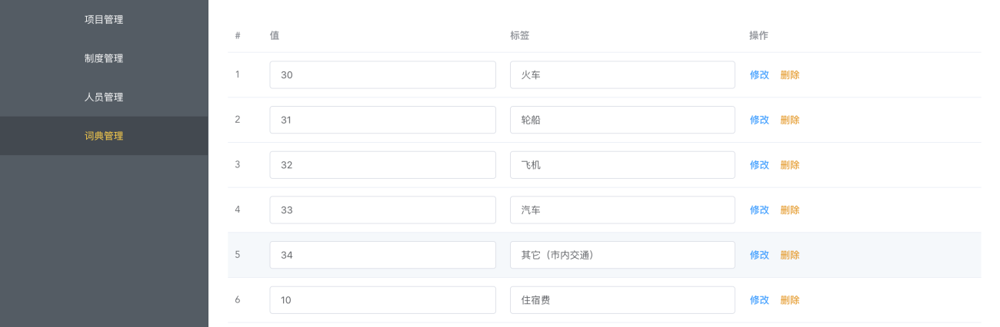 项目管理
制度管理
人员管理
词典管理
# 值 标签 操作
1 30 火车 修改 删除
2 31 轮船 修改 删除
3 32 飞机 修改 删除
4 33 汽车 修改 删除
5 34 其它（市内交通） 修改 删除
6 10 住宿费 修改 删除